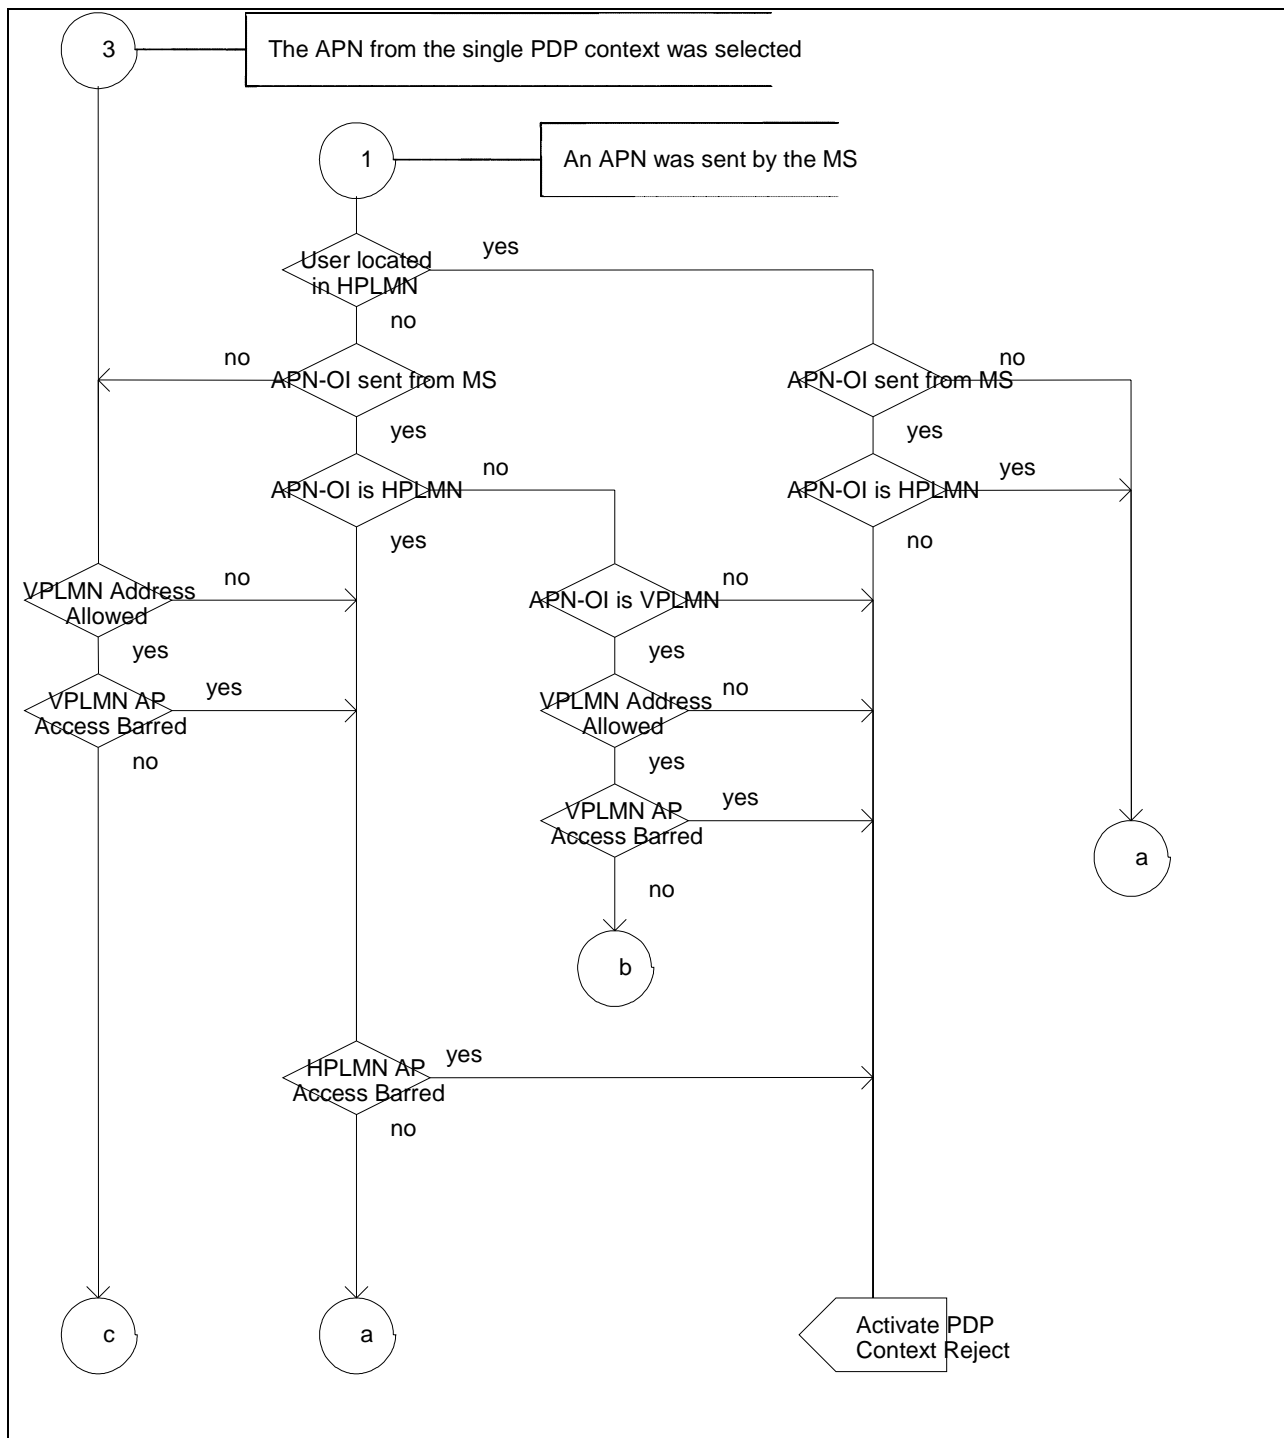 3
The APN from the single PDP context was selected
1
An APN was sent by the MS
User located
in HPLMN
yes
no
no
APN-OI sent from MS
APN-OI sent from MS
no
yes
yes
APN-OI is HPLMN
no
APN-OI is HPLMN
yes
yes
no
VPLMN Address
Allowed
no
APN-OI is VPLMN
no
yes
yes
VPLMN AP
Access Barred
yes
VPLMN Address
Allowed
no
no
yes
VPLMN AP
Access Barred
yes
a
no
b
HPLMN AP
Access Barred
yes
no
c
a
Activate PDP
Context Reject